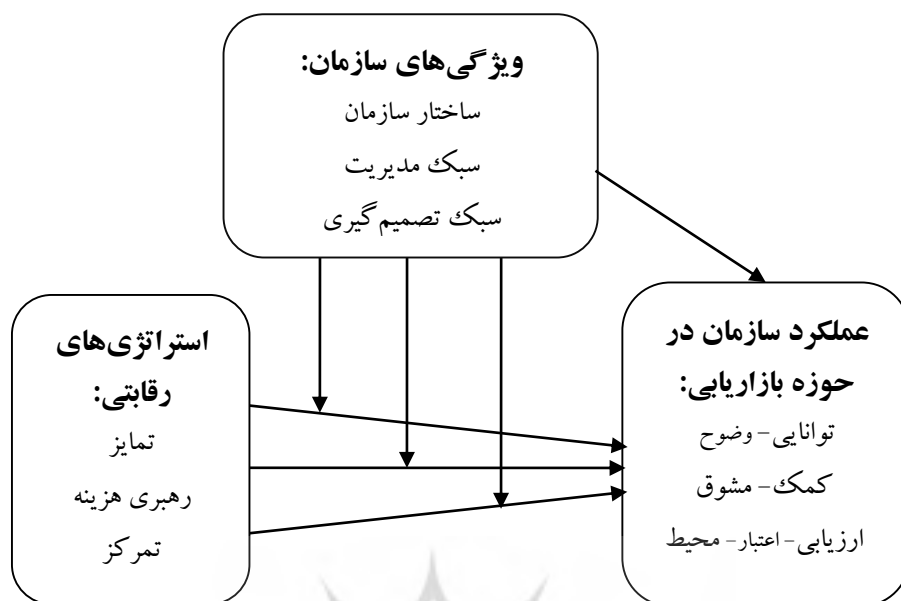 ویژگی‌های سازمان:
ساختار سازمان
سبک مدیریت
سبک تصمیم‌گیری
عملکرد سازمان در
حوزه بازاریابی:
توانایی- وضوح
کمک- مشوق
ارزیابی- اعتبار- محیط
استراتژی‌های
رقابتی:
تمایز
رهبری هزینه
تمرکز